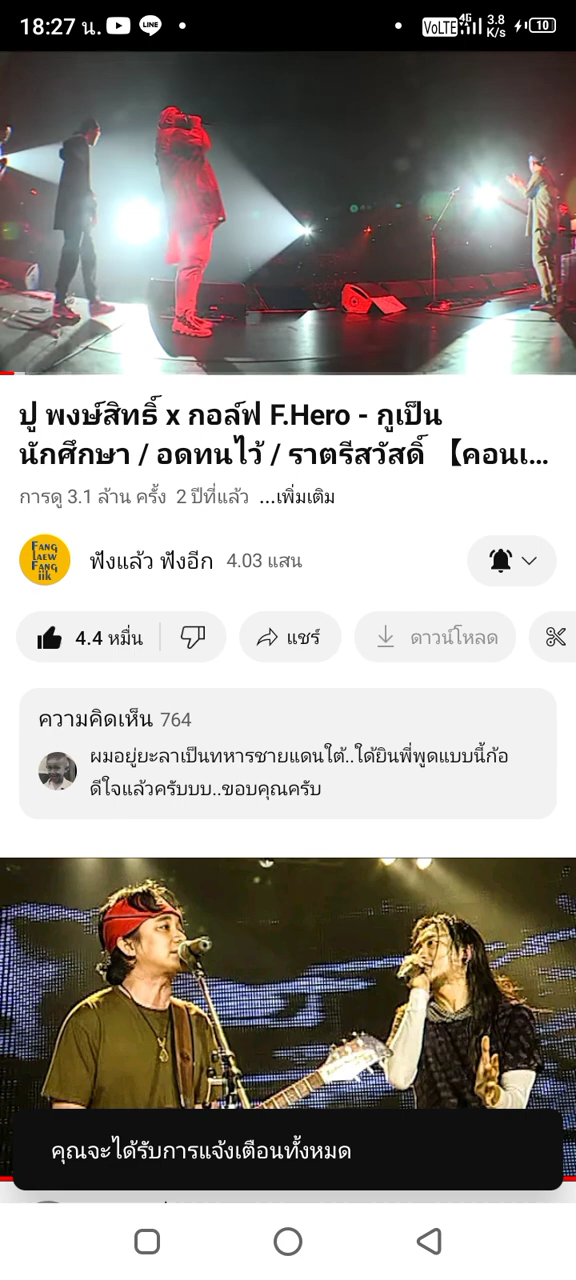 18:27 น. LINE VoLTE 4G 3.8 K/s 10
ปู พงษ์สิทธิ์ x กอล์ฟ F.Hero - กูเป็น
นักศึกษา / อดทนไว้ / ราตรีสวัสดิ์ 【คอนเ...
การดู 3.1 ล้าน ครั้ง 2 ปีที่แล้ว ...เพิ่มเติม
FANG
LAEW
FANG
iiK
ฟังแล้ว ฟังอีก 4.03 แสน
4.4 หมื่น แชร์ ดาวน์โหลด
ความคิดเห็น 764
ผมอยู่ยะลาเป็นทหารชายแดนใต้..ใด้ยินพี่พูดแบบนี้ก้อ
ดีใจแล้วครับบบ..ขอบคุณครับ
คุณจะได้รับการแจ้งเตือนทั้งหมด